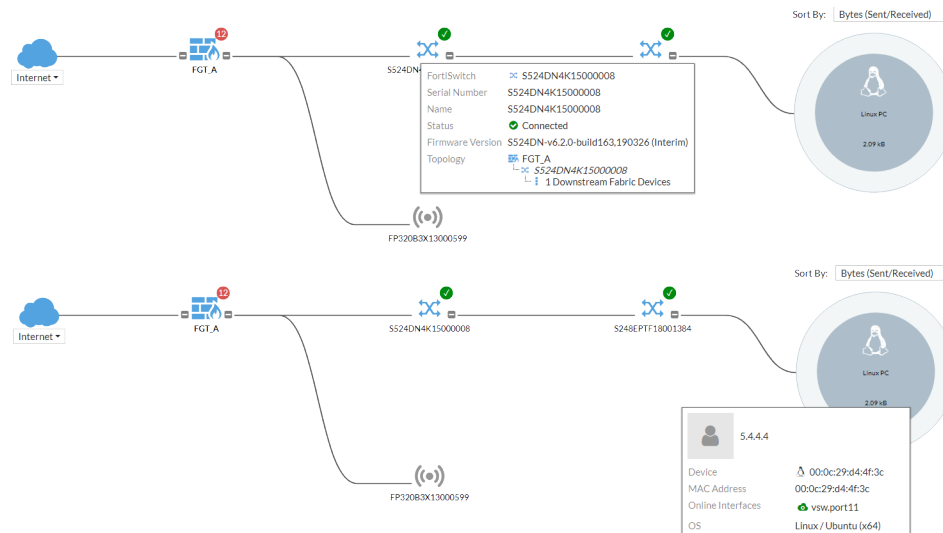 Sort By: Bytes (Sent/Received)
12
Internet
FGT_A
S524DN4
FortiSwitch S524DN4K15000008
Serial Number S524DN4K15000008
Name S524DN4K15000008
Status Connected
Firmware Version S524DN-v6.2.0-build163,190326 (Interim)
Topology FGT_A
S524DN4K15000008
1 Downstream Fabric Devices
Linux PC
2.09 kB
FP320B3X13000599
Sort By: Bytes (Sent/Received)
12
Internet
FGT_A
S524DN4K15000008
S248EPTF18001384
Linux PC
2.09 kB
5.4.4.4
Device 00:0c:29:d4:4f:3c
MAC Address 00:0c:29:d4:4f:3c
Online Interfaces vsw.port11
OS Linux / Ubuntu (x64)
FP320B3X13000599